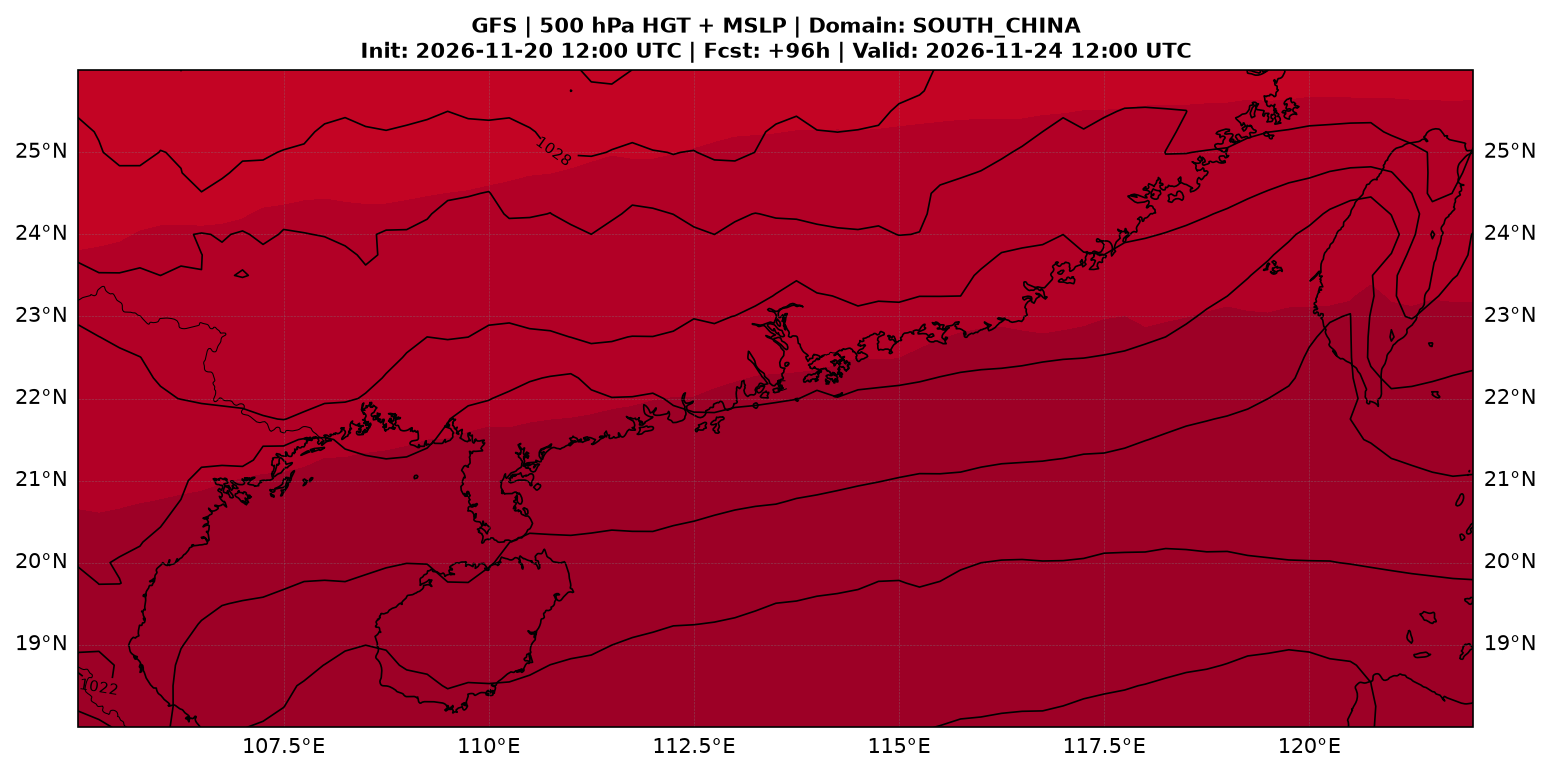 GFS | 500 hPa HGT + MSLP | Domain: SOUTH_CHINA
Init: 2026-11-20 12:00 UTC | Fcst: +96h | Valid: 2026-11-24 12:00 UTC
1028
25°N 25°N
24°N 24°N
23°N 23°N
22°N 22°N
21°N 21°N
20°N 20°N
19°N 19°N
1022
107.5°E 110°E 112.5°E 115°E 117.5°E 120°E